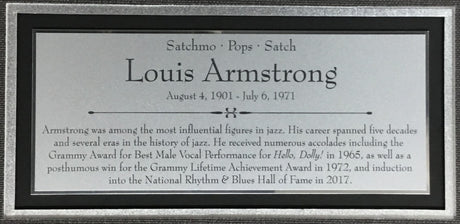 Satchmo · Pops · Satch
Louis Armstrong
August 4, 1901 - July 6, 1971
Armstrong was among the most influential figures in jazz. His career spanned five decades
and several eras in the history of jazz. He received numerous accolades including the
Grammy Award for Best Male Vocal Performance for Hello, Dolly! in 1965, as well as a
posthumous win for the Grammy Lifetime Achievement Award in 1972, and induction
into the National Rhythm & Blues Hall of Fame in 2017.